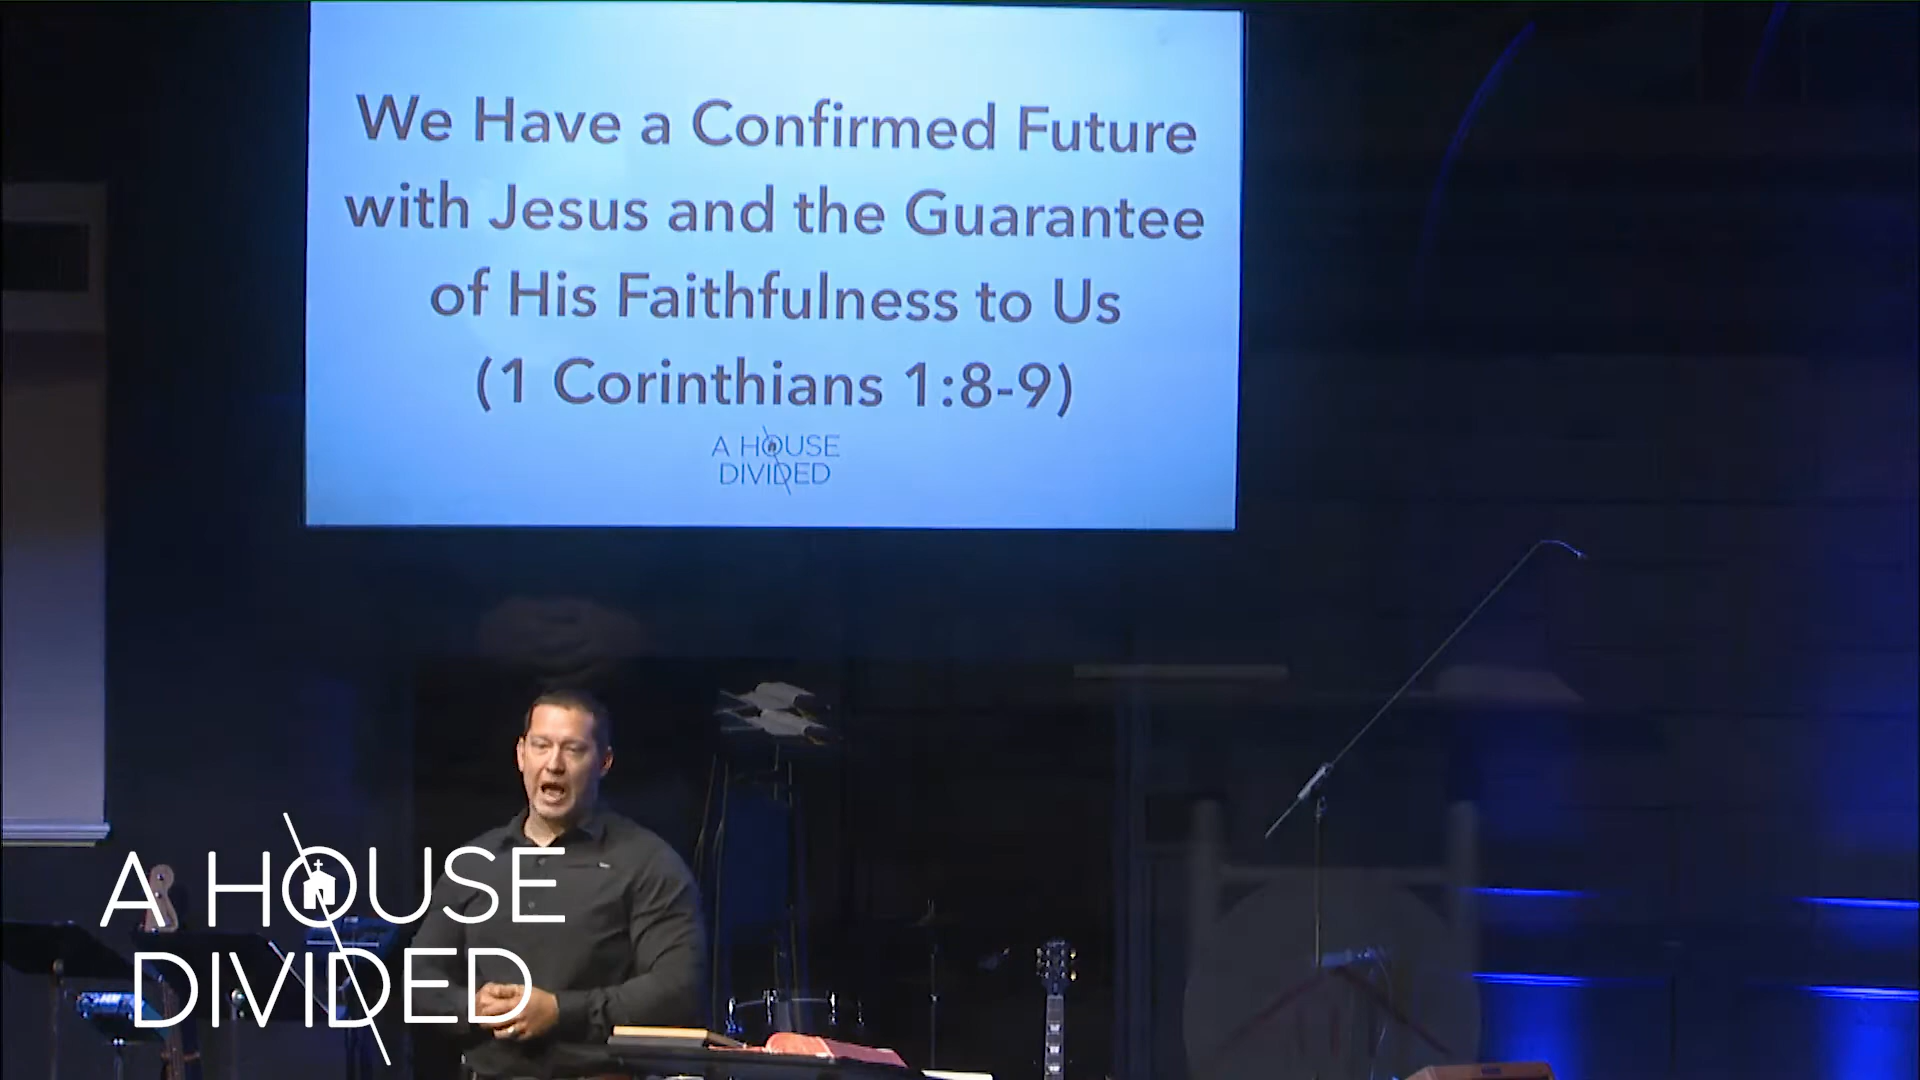 We Have a Confirmed Future
with Jesus and the Guarantee
of His Faithfulness to Us
(1 Corinthians 1:8-9)
A HOUSE
DIVIDED
A HOUSE
DIVIDED